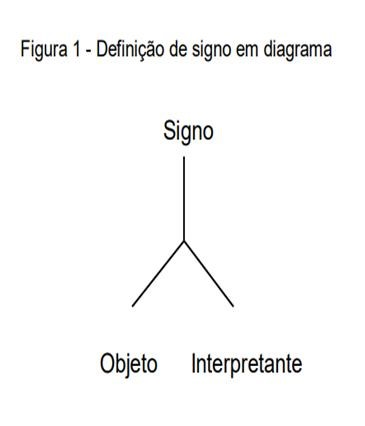 Figura 1 - Definição de signo em diagrama
Signo
Objeto Interpretante